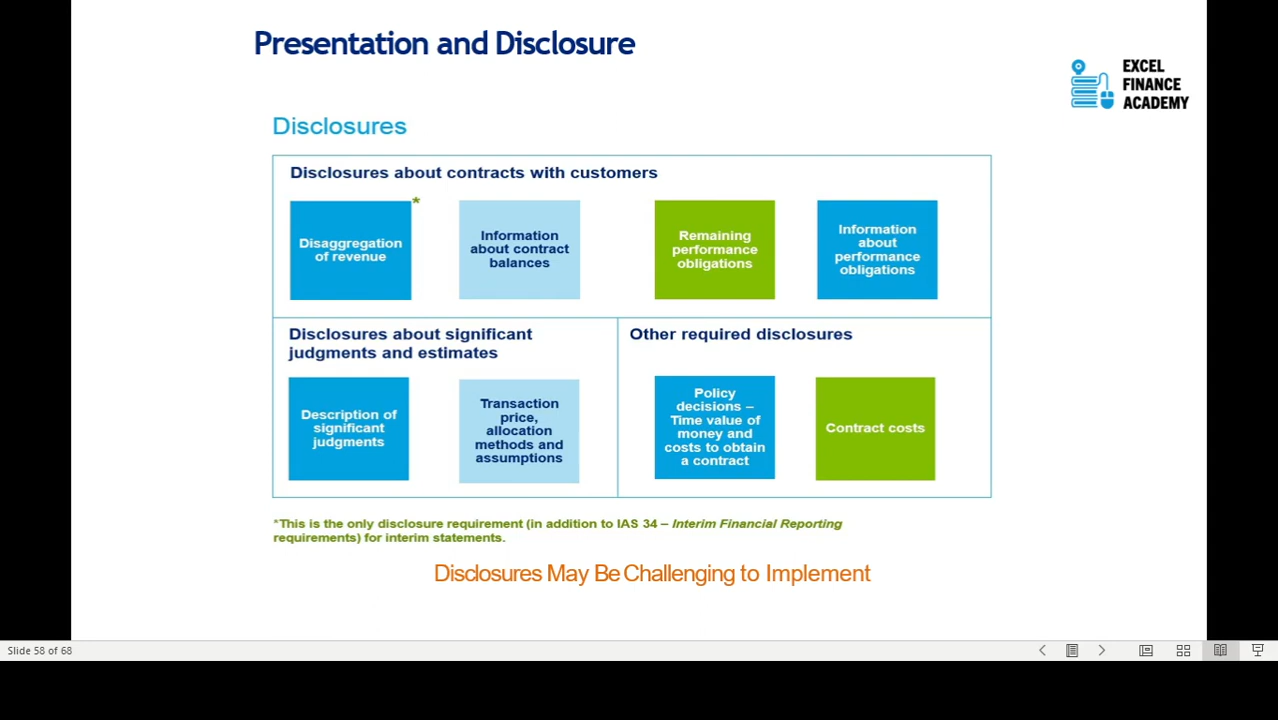 Presentation and Disclosure
EXCEL
FINANCE
ACADEMY
Disclosures
Disclosures about contracts with customers
Disaggregation
of revenue
*
Information
about contract
balances
Remaining
performance
obligations
Information
about
performance
obligations
Disclosures about significant
judgments and estimates
Description of
significant
judgments
Transaction
price,
allocation
methods and
assumptions
Other required disclosures
Policy
decisions –
Time value of
money and
costs to obtain
a contract
Contract costs
*This is the only disclosure requirement (in addition to IAS 34 – Interim Financial Reporting
requirements) for interim statements.
Disclosures May Be Challenging to Implement
Slide 58 of 68